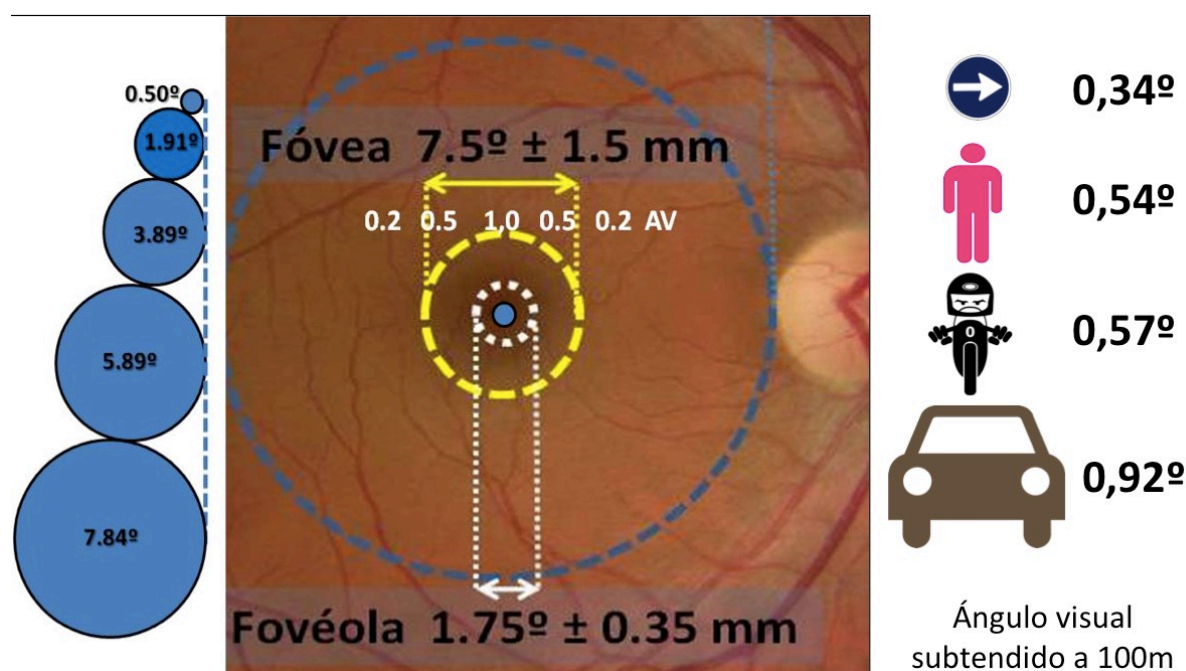 0.50º
1.91º
3.89º
5.89º
7.84º
Fóvea 7.5º ± 1.5 mm
0.2 0.5 1,0 0.5 0.2 AV
Fovéola 1.75º ± 0.35 mm
0,34º
0,54º
0
0,57º
0,92º
Ángulo visual
subtendido a 100m